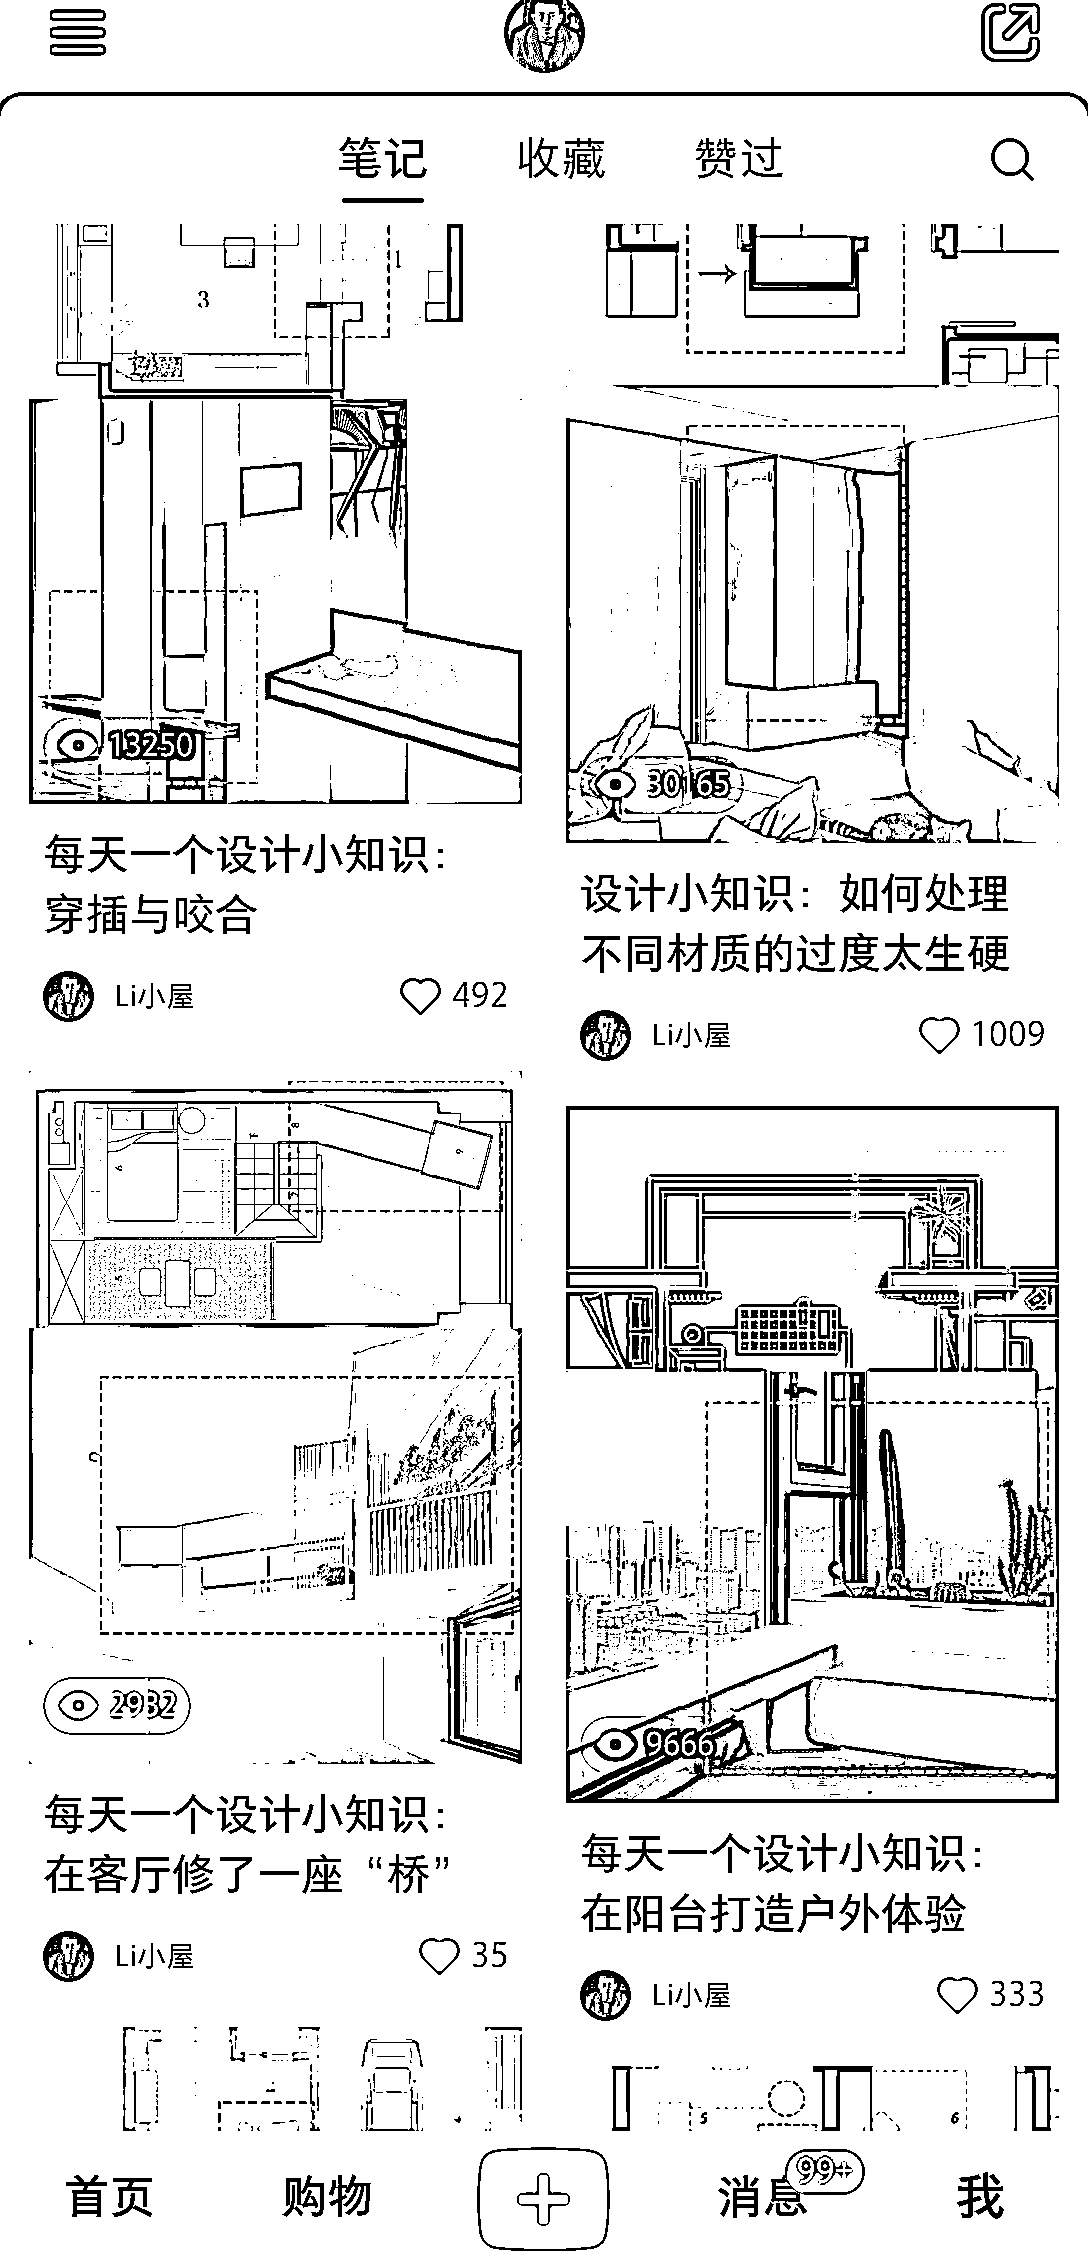 笔记
收藏
赞过
3
1
13250
每天一个设计小知识：
穿插与咬合
Li小屋
492
30165
设计小知识：如何处理
不同材质的过度太生硬
Li小屋
1009
2932
每天一个设计小知识：
在客厅修了一座“桥”
Li小屋
35
9666
每天一个设计小知识：
在阳台打造户外体验
Li小屋
333
5
6
首页
购物
消息
99+
我